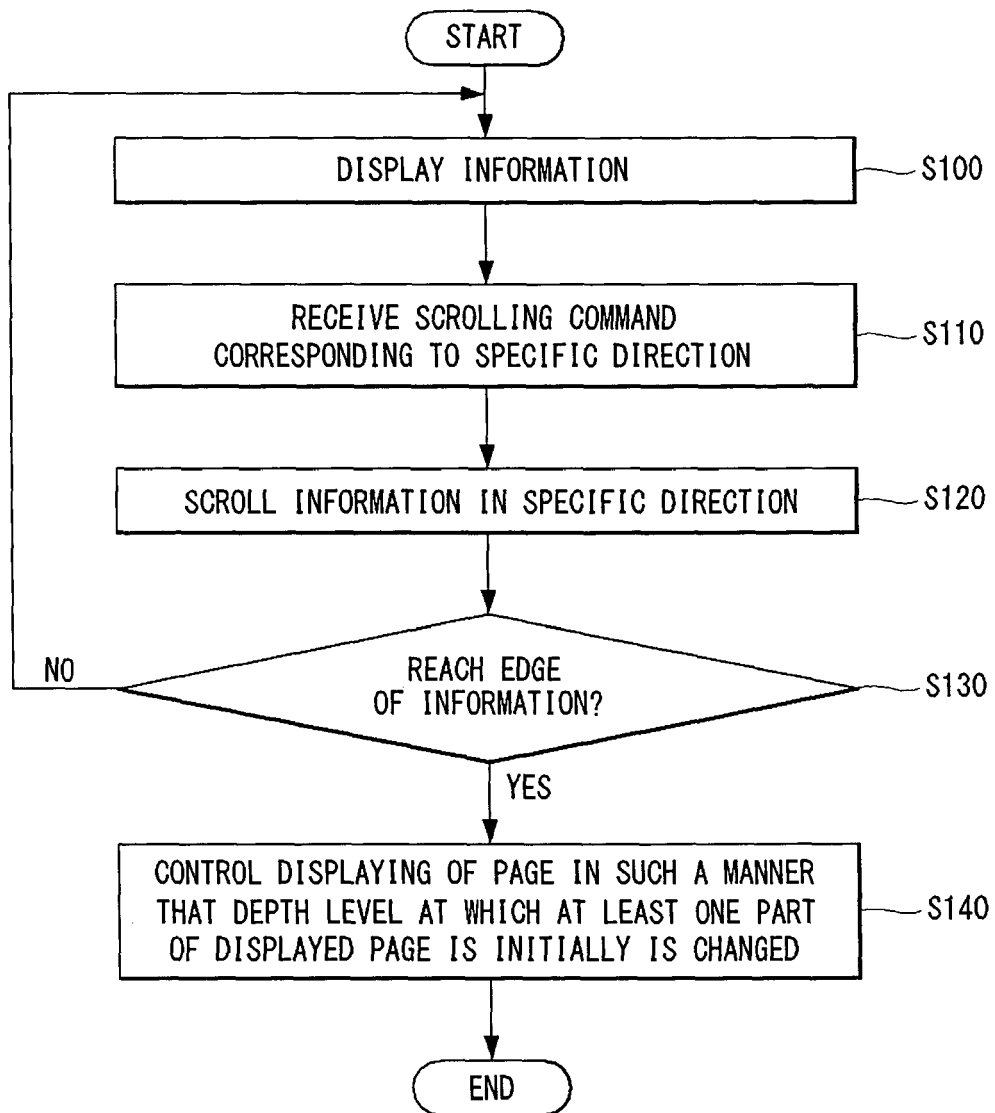 START
DISPLAY INFORMATION
S100
RECEIVE SCROLLING COMMAND
CORRESPONDING TO SPECIFIC DIRECTION
S110
SCROLL INFORMATION IN SPECIFIC DIRECTION
S120
REACH EDGE
OF INFORMATION?
S130
NO
YES
CONTROL DISPLAYING OF PAGE IN SUCH A MANNER
THAT DEPTH LEVEL AT WHICH AT LEAST ONE PART
OF DISPLAYED PAGE IS INITIALLY IS CHANGED
S140
END